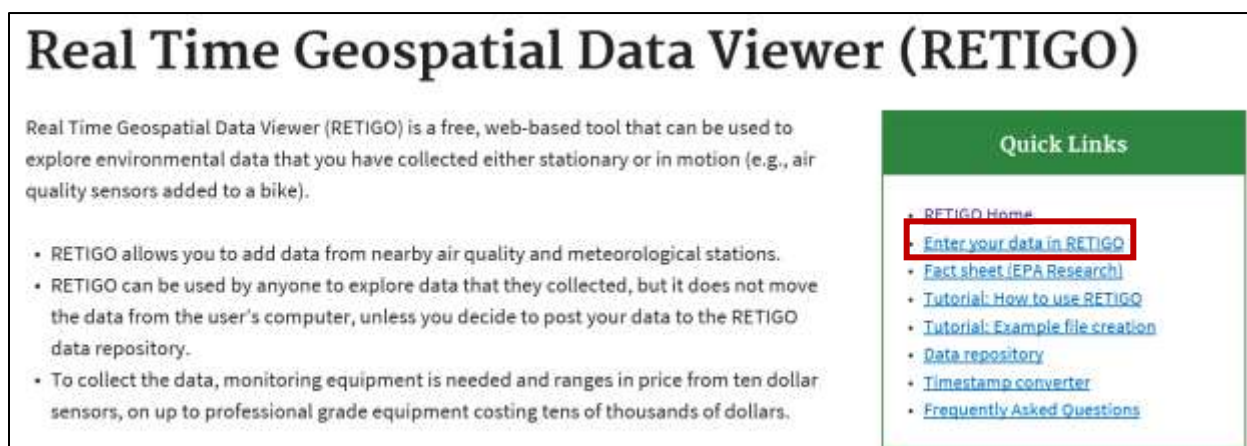 Real Time Geospatial Data Viewer (RETIGO)
Real Time Geospatial Data Viewer (RETIGO) is a free, web-based tool that can be used to
explore environmental data that you have collected either stationary or in motion (e.g., air
quality sensors added to a bike).
• RETIGO allows you to add data from nearby air quality and meteorological stations.
• RETIGO can be used by anyone to explore data that they collected, but it does not move
the data from the user's computer, unless you decide to post your data to the RETIGO
data repository.
• To collect the data, monitoring equipment is needed and ranges in price from ten dollar
sensors, on up to professional grade equipment costing tens of thousands of dollars.
Quick Links
• RETIGO Home
• Enter your data in RETIGO
• Fact sheet (EPA Research)
• Tutorial: How to use RETIGO
• Tutorial: Example file creation
• Data repository
• Timestamp converter
• Frequently Asked Questions